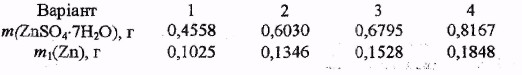 Варіант 1 2 3 4
m(ZnSO₄·7H₂O), г 0,4558 0,6030 0,6795 0,8167
m₁(Zn), г 0,1025 0,1346 0,1528 0,1848